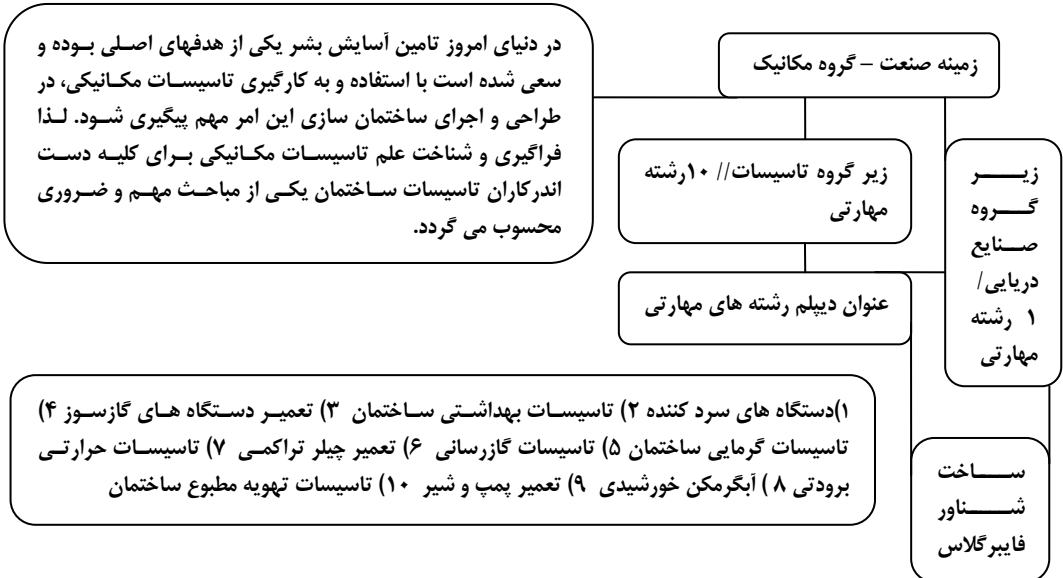 زمینه صنعت – گروه مکانیک
در دنیای امروز تامین آسایش بشر یکی از هدفهای اصلی بوده و
سعی شده است با استفاده و به کارگیری تاسیسات مکانیکی، در
طراحی و اجرای ساختمان سازی این امر مهم پیگیری شود. لذا
فراگیری و شناخت علم تاسیسات مکانیکی برای کلیه دست
اندرکاران تاسیسات ساختمان یکی از مباحث مهم و ضروری
محسوب می گردد.
زیر گروه تاسیسات// ۱۰رشته
مهارتی
زیر
گروه
صنایع
دریایی/
۱ رشته
مهارتی
عنوان دیپلم رشته های مهارتی
۱)دستگاه های سرد کننده ۲) تاسیسات بهداشتی ساختمان ۳) تعمیر دستگاه های گازسوز ۴)
تاسیسات گرمایی ساختمان ۵) تاسیسات گازرسانی ۶) تعمیر چیلر تراکمی ۷) تاسیسات حرارتی
برودتی ۸ ) آبگرمکن خورشیدی ۹) تعمیر پمپ و شیر ۱۰) تاسیسات تهویه مطبوع ساختمان
ساخت
شناور
فایبرگلاس